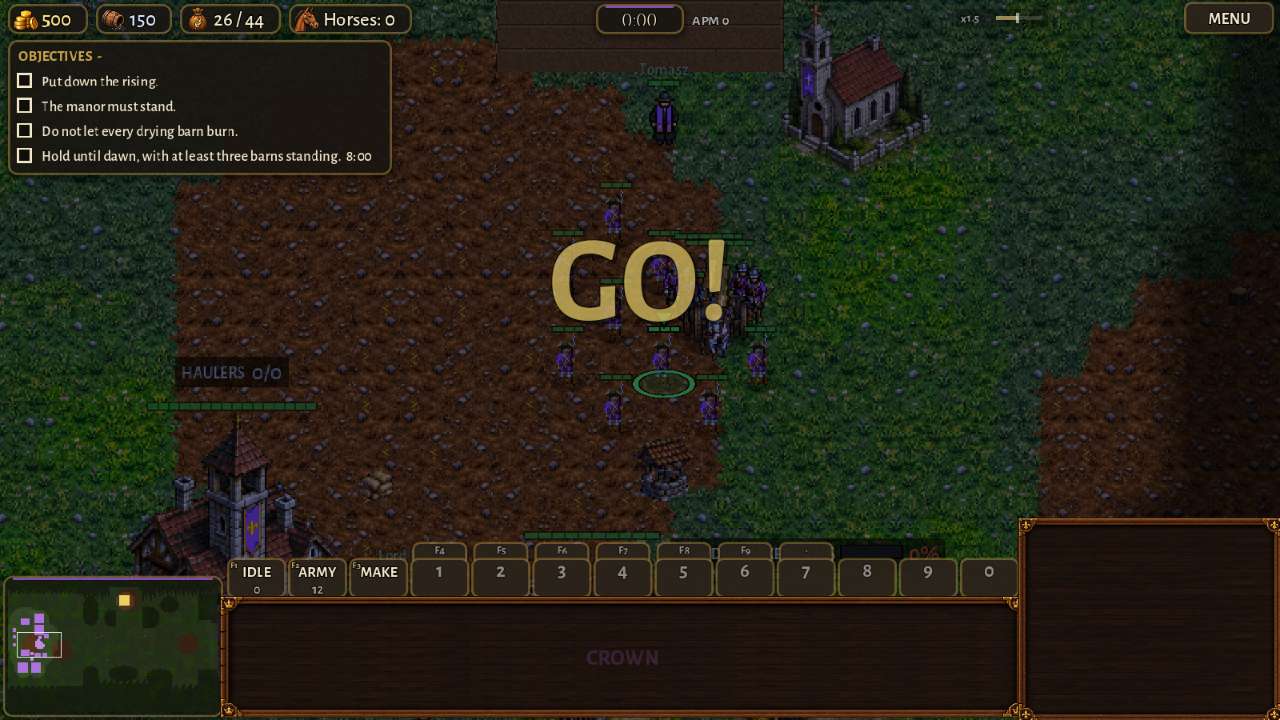 500
150
26/44
Horses: 0
0:00
APM 0
x1.5
MENU
OBJECTIVES -
Put down the rising.
The manor must stand.
Do not let every drying barn burn.
Hold until dawn, with at least three barns standing. 8:00
Tomasz
GO!
HAULERS 0/0
Lord
0%
F4 F5 F6 F7 F8 F9
F1 IDLE 0
F2 ARMY 12
F3 MAKE
1 2 3 4 5 6 7 8 9 0
CROWN